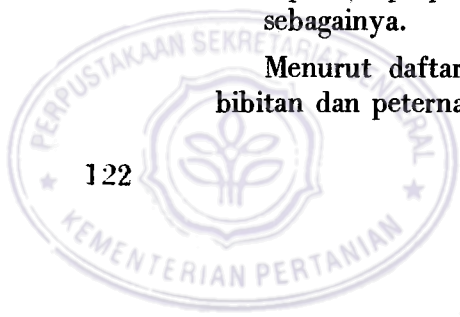 sebagainya.
Menurut daftar
bibitan dan peterna
122
PERPUSTAKAAN SEKRETARIAT JENDERAL
KEMENTERIAN PERTANIAN